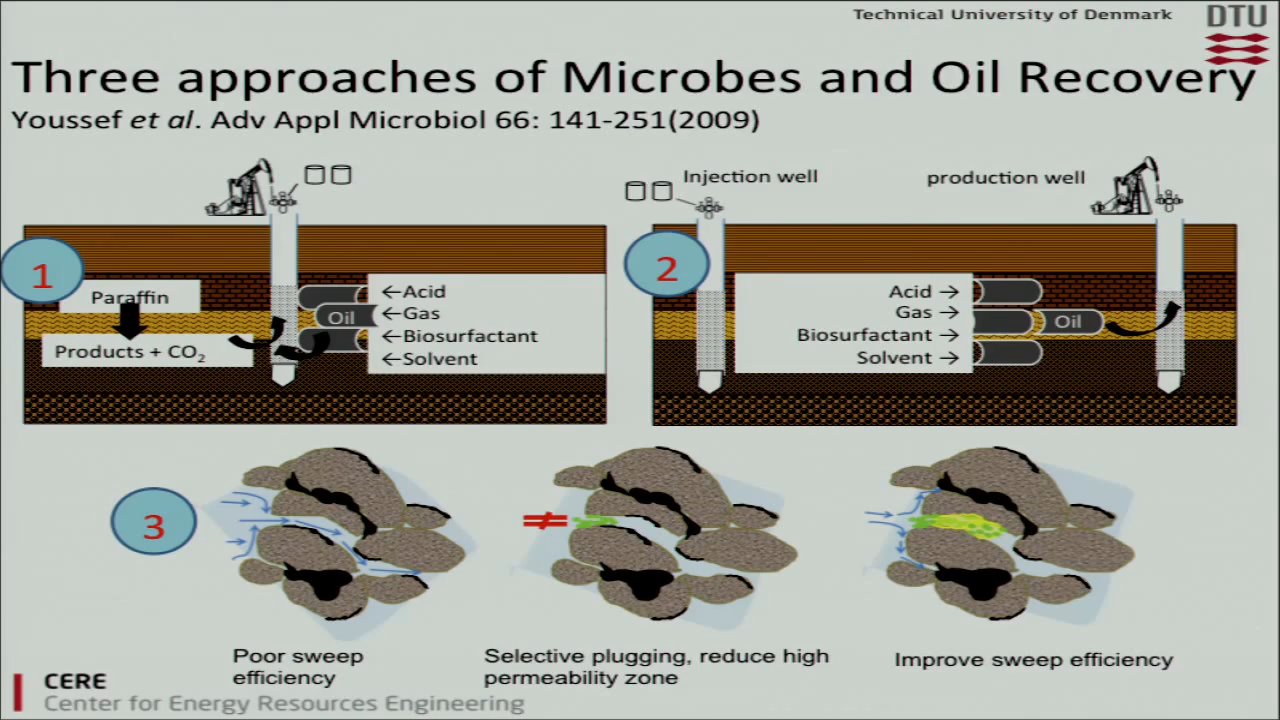 Technical University of Denmark
DTU
Three approaches of Microbes and Oil Recovery
Youssef et al. Adv Appl Microbiol 66: 141-251(2009)
Injection well
production well
1
Paraffin
Products + CO₂
Oil
←Acid
←Gas
←Biosurfactant
←Solvent
2
Acid →
Gas →
Biosurfactant →
Solvent →
Oil
3
≠
Poor sweep
efficiency
Selective plugging, reduce high
permeability zone
Improve sweep efficiency
CERE
Center for Energy Resources Engineering